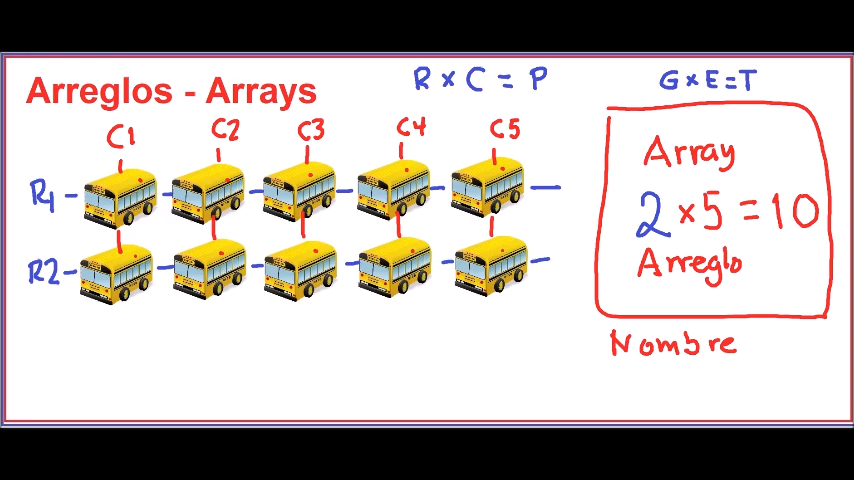 Arreglos - Arrays
R x C = P
G x E = T
C1 C2 C3 C4 C5
R1
R2
Array
2 x 5 = 10
Arreglo
Nombre